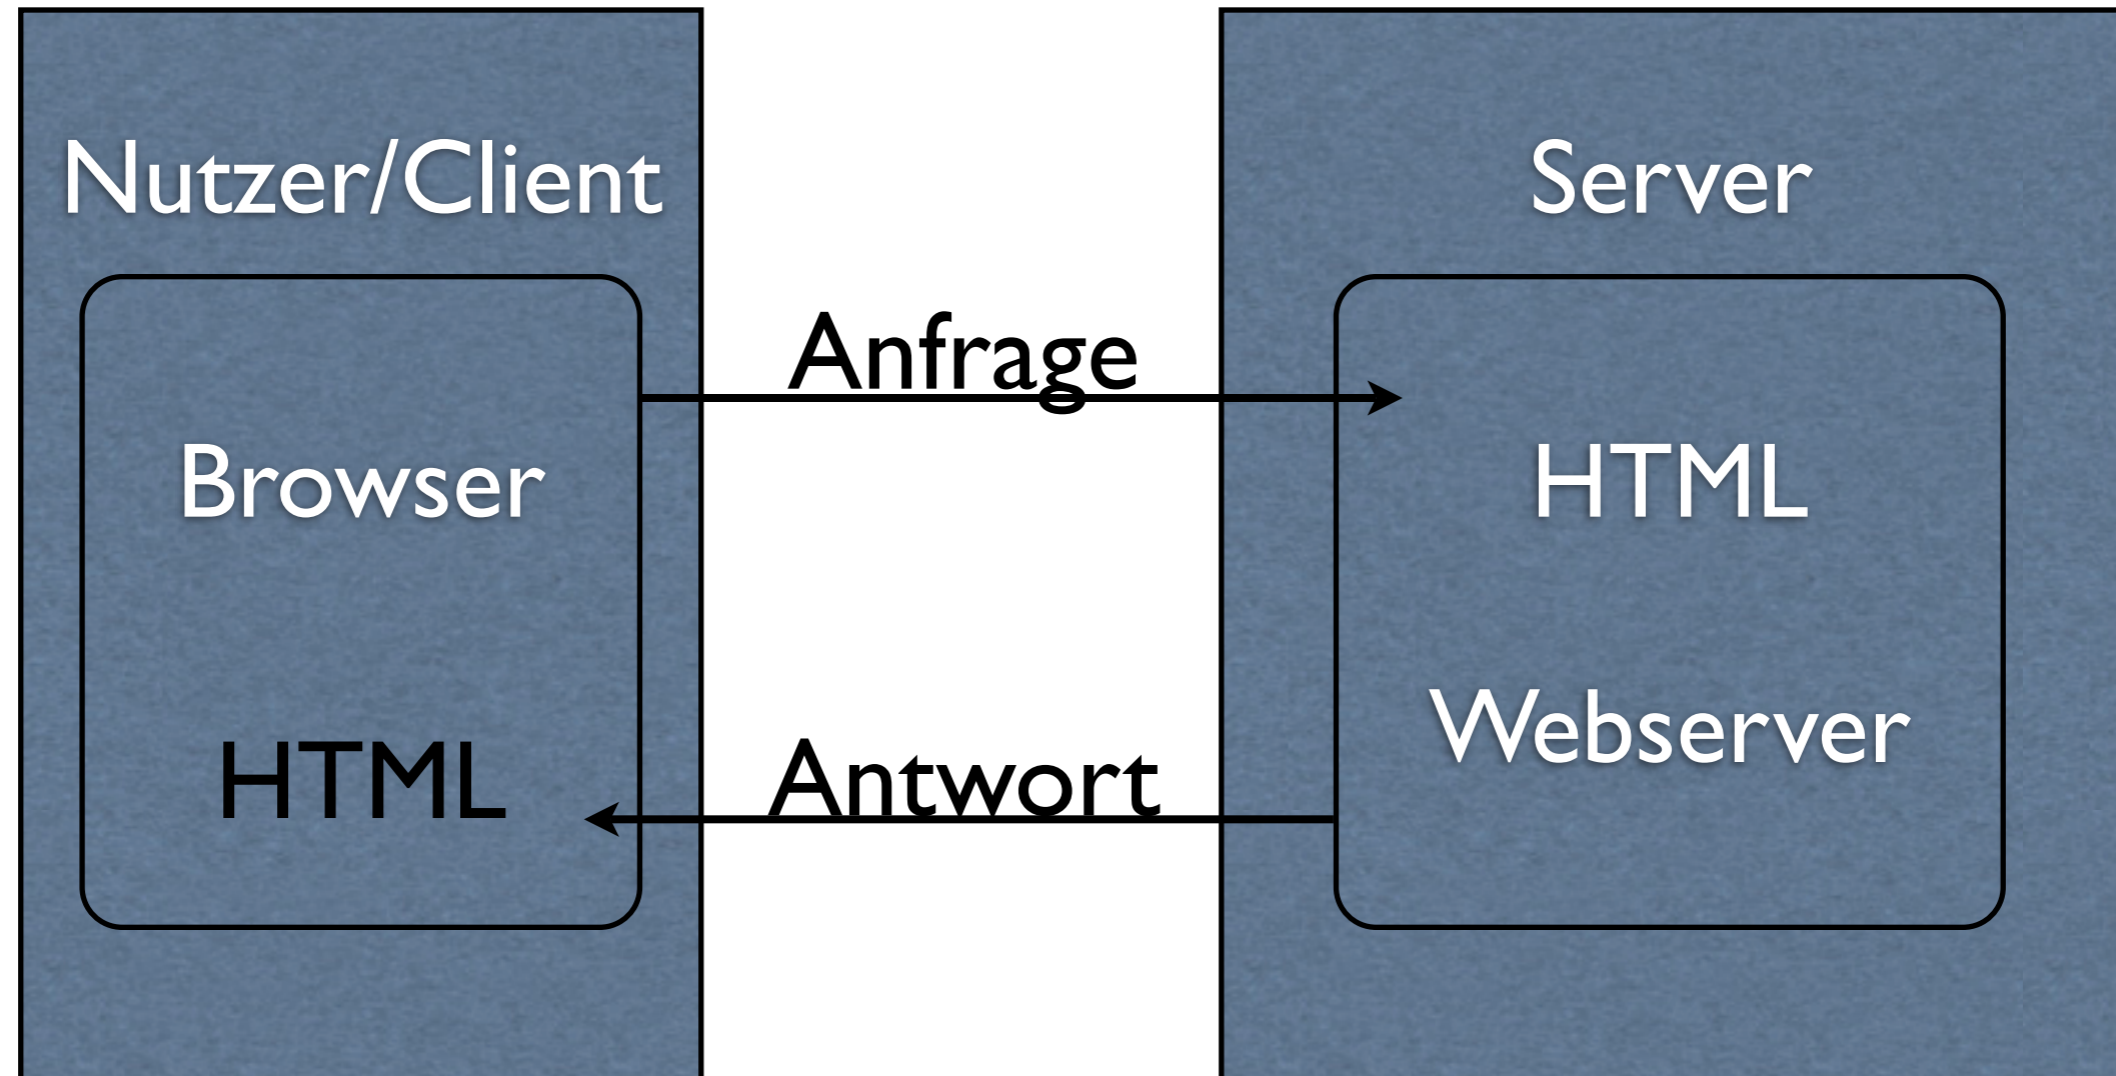 Nutzer/Client
Server
Anfrage
Browser
HTML
Webserver
HTML
Antwort